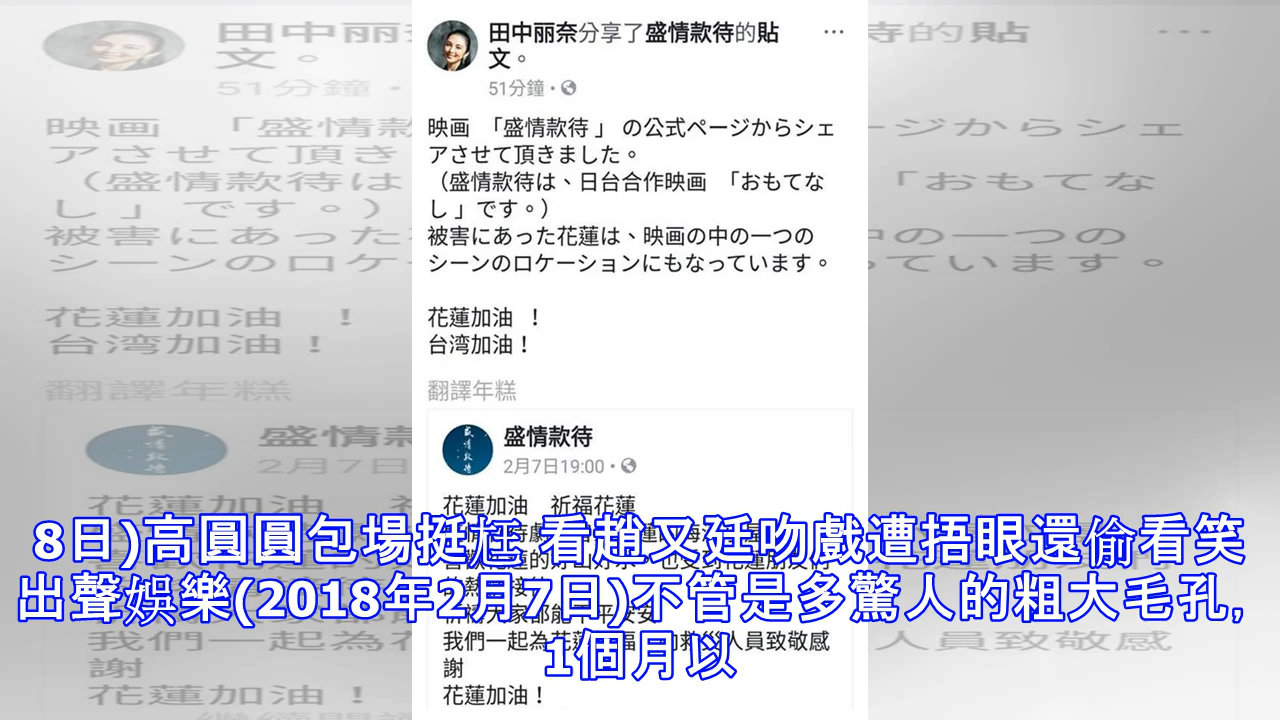 田中丽奈分享了盛情款待的貼
文。
51分鐘
映画 「盛情款待 」 の公式ページからシェ
アさせて頂きました。
（盛情款待は、日台合作映画 「おもてな
し 」です。）
被害にあった花蓮は、映画の中の一つの
シーンのロケーションにもなっています。
花蓮加油 ！
台湾加油！
翻譯年糕
盛情款待
2月7日19:00
花蓮加油 祈福花蓮
8日)高圓圓包場挺尪 看趙又廷吻戲遭捂眼還偷看笑
出聲娛樂(2018年2月7日)不管是多驚人的粗大毛孔,
1個月以
我們一起為花 人員致敬感
謝
花蓮加油！